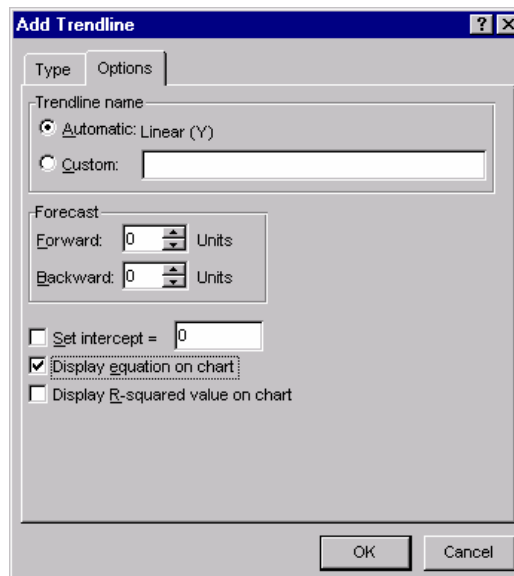 Add Trendline
Type Options
Trendline name
Automatic: Linear (Y)
Custom:
Forecast
Forward: 0 Units
Backward: 0 Units
Set intercept = 0
Display equation on chart
Display R-squared value on chart
OK Cancel